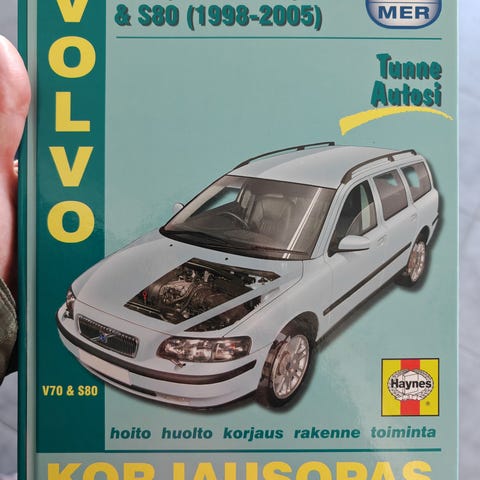 VOLVO
& S80 (1998-2005)
MER
Tunne
Autosi
V70 & S80
Haynes
hoito huolto korjaus rakenne toiminta
KORJAUSOPAS